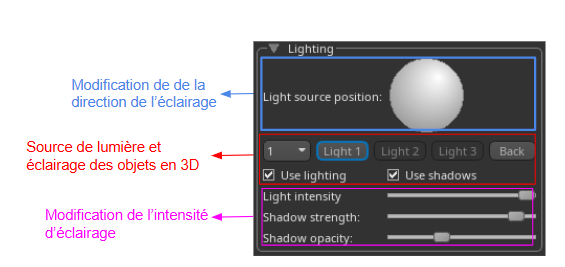 Lighting
Modification de de la
direction de l'éclairage
Light source position:
Source de lumière et
éclairage des objets en 3D
1 Light 1 Light 2 Light 3 Back
Use lighting Use shadows
Modification de l'intensité
d'éclairage
Light intensity
Shadow strength:
Shadow opacity: